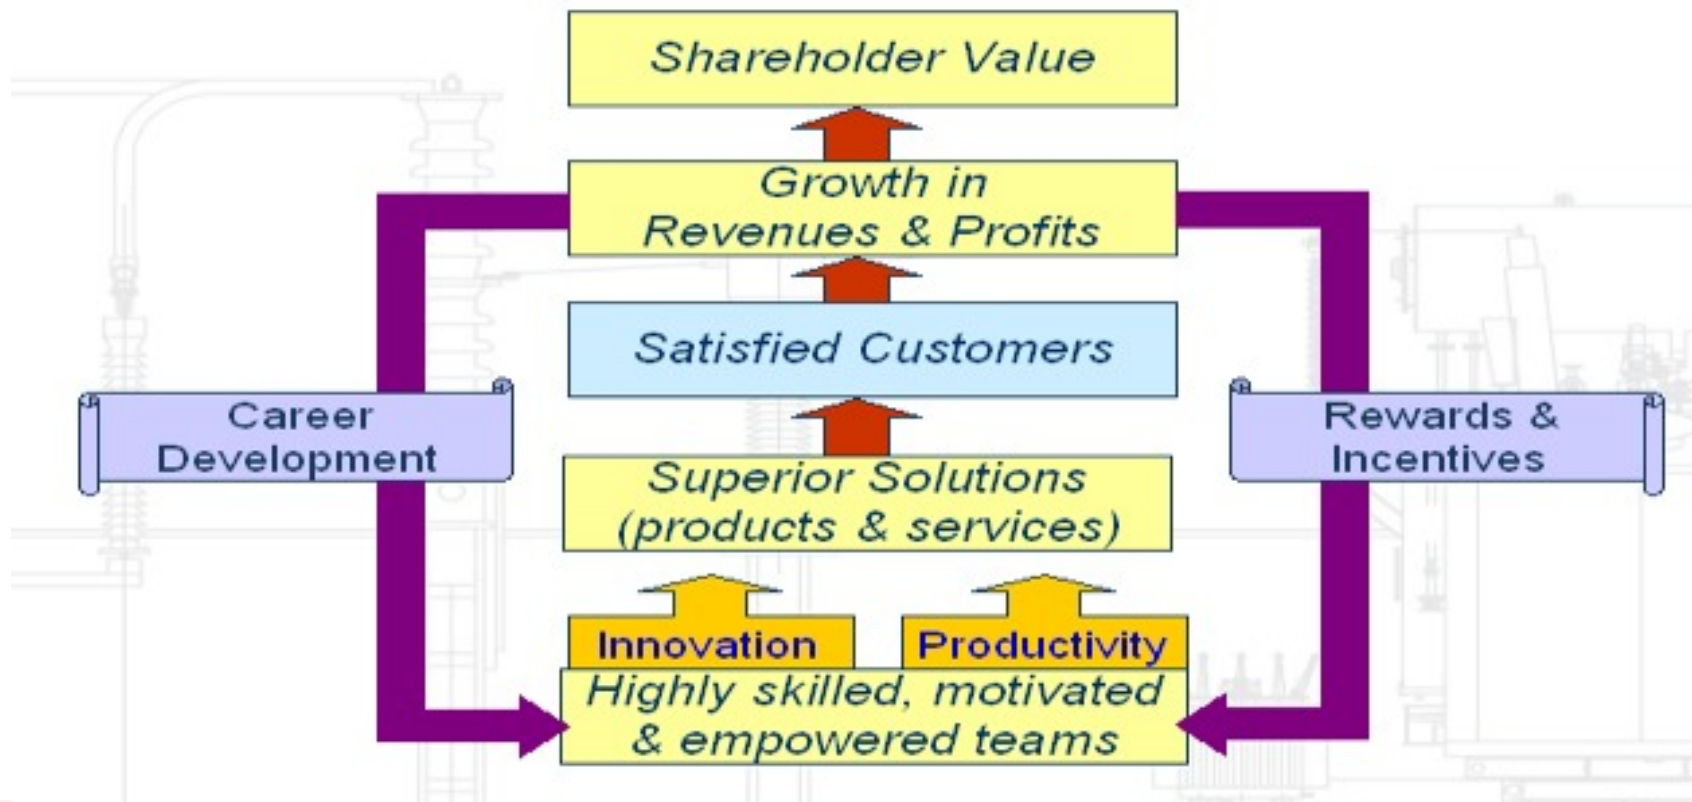 Shareholder Value
Growth in
Revenues & Profits
Satisfied Customers
Career
Development
Rewards &
Incentives
Superior Solutions
(products & services)
Innovation
Productivity
Highly skilled, motivated
& empowered teams